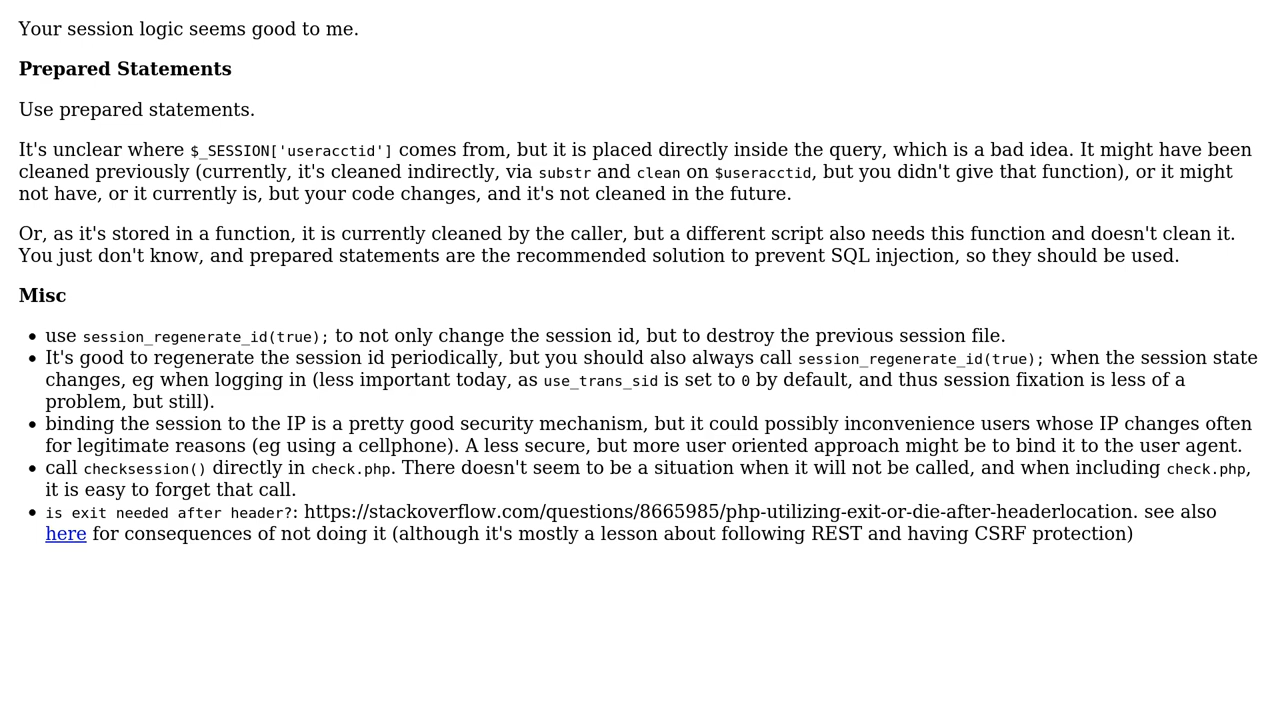 Your session logic seems good to me.
Prepared Statements
Use prepared statements.
It's unclear where $_SESSION['useracctid'] comes from, but it is placed directly inside the query, which is a bad idea. It might have been
cleaned previously (currently, it's cleaned indirectly, via substr and clean on $useracctid, but you didn't give that function), or it might
not have, or it currently is, but your code changes, and it's not cleaned in the future.
Or, as it's stored in a function, it is currently cleaned by the caller, but a different script also needs this function and doesn't clean it.
You just don't know, and prepared statements are the recommended solution to prevent SQL injection, so they should be used.
Misc
• use session_regenerate_id(true); to not only change the session id, but to destroy the previous session file.
• It's good to regenerate the session id periodically, but you should also always call session_regenerate_id(true); when the session state
changes, eg when logging in (less important today, as use_trans_sid is set to 0 by default, and thus session fixation is less of a
problem, but still).
• binding the session to the IP is a pretty good security mechanism, but it could possibly inconvenience users whose IP changes often
for legitimate reasons (eg using a cellphone). A less secure, but more user oriented approach might be to bind it to the user agent.
• call checksession() directly in check.php. There doesn't seem to be a situation when it will not be called, and when including check.php,
it is easy to forget that call.
• is exit needed after header?: https://stackoverflow.com/questions/8665985/php-utilizing-exit-or-die-after-headerlocation. see also
here for consequences of not doing it (although it's mostly a lesson about following REST and having CSRF protection)